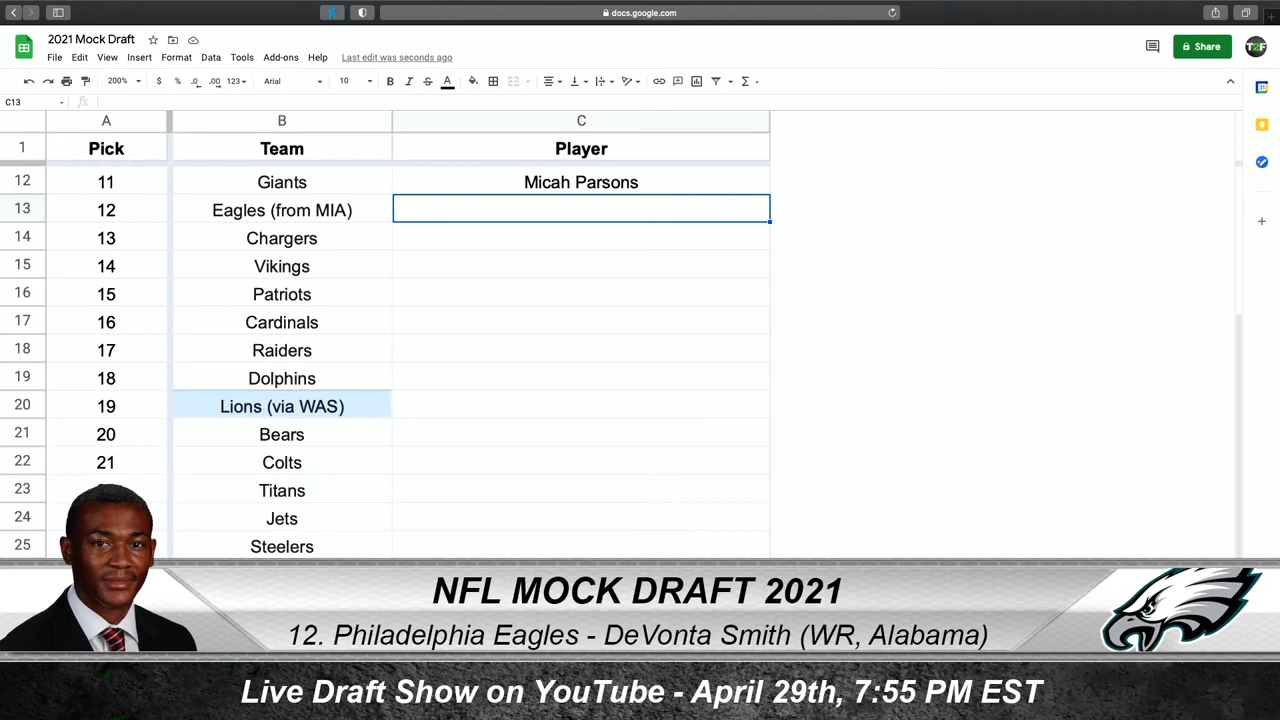 docs.google.com
2021 Mock Draft
File Edit View Insert Format Data Tools Add-ons Help Last edit was seconds ago
Share
T2F
200% $ % .0 .00 123 Arial 10 B I S A Σ
C13 fx
A B C
1 Pick Team Player
12 11 Giants Micah Parsons
13 12 Eagles (from MIA)
14 13 Chargers
15 14 Vikings
16 15 Patriots
17 16 Cardinals
18 17 Raiders
19 18 Dolphins
20 19 Lions (via WAS)
21 20 Bears
22 21 Colts
23 Titans
24 Jets
25 Steelers
NFL MOCK DRAFT 2021
12. Philadelphia Eagles - DeVonta Smith (WR, Alabama)
Live Draft Show on YouTube - April 29th, 7:55 PM EST